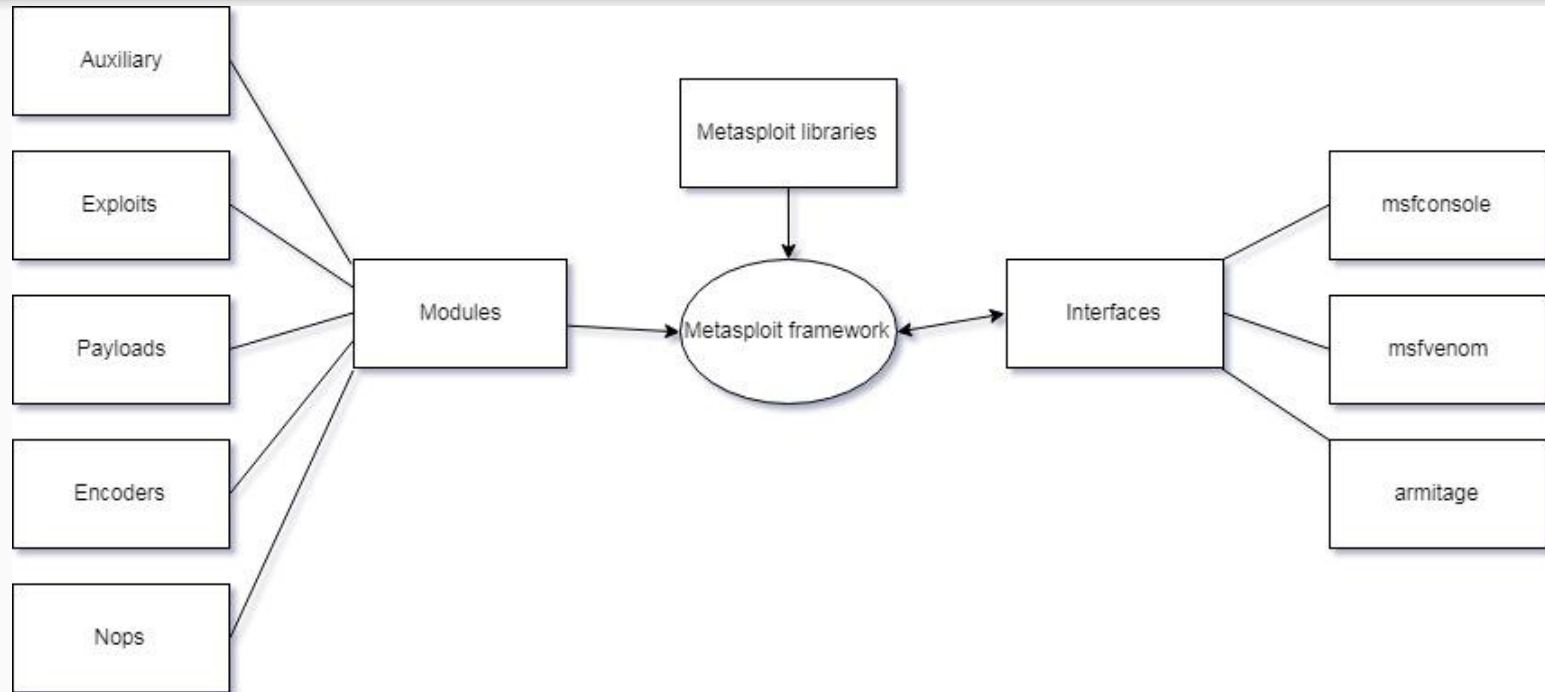 Auxiliary
Exploits
Payloads
Encoders
Nops
Modules
Metasploit libraries
Metasploit framework
Interfaces
msfconsole
msfvenom
armitage